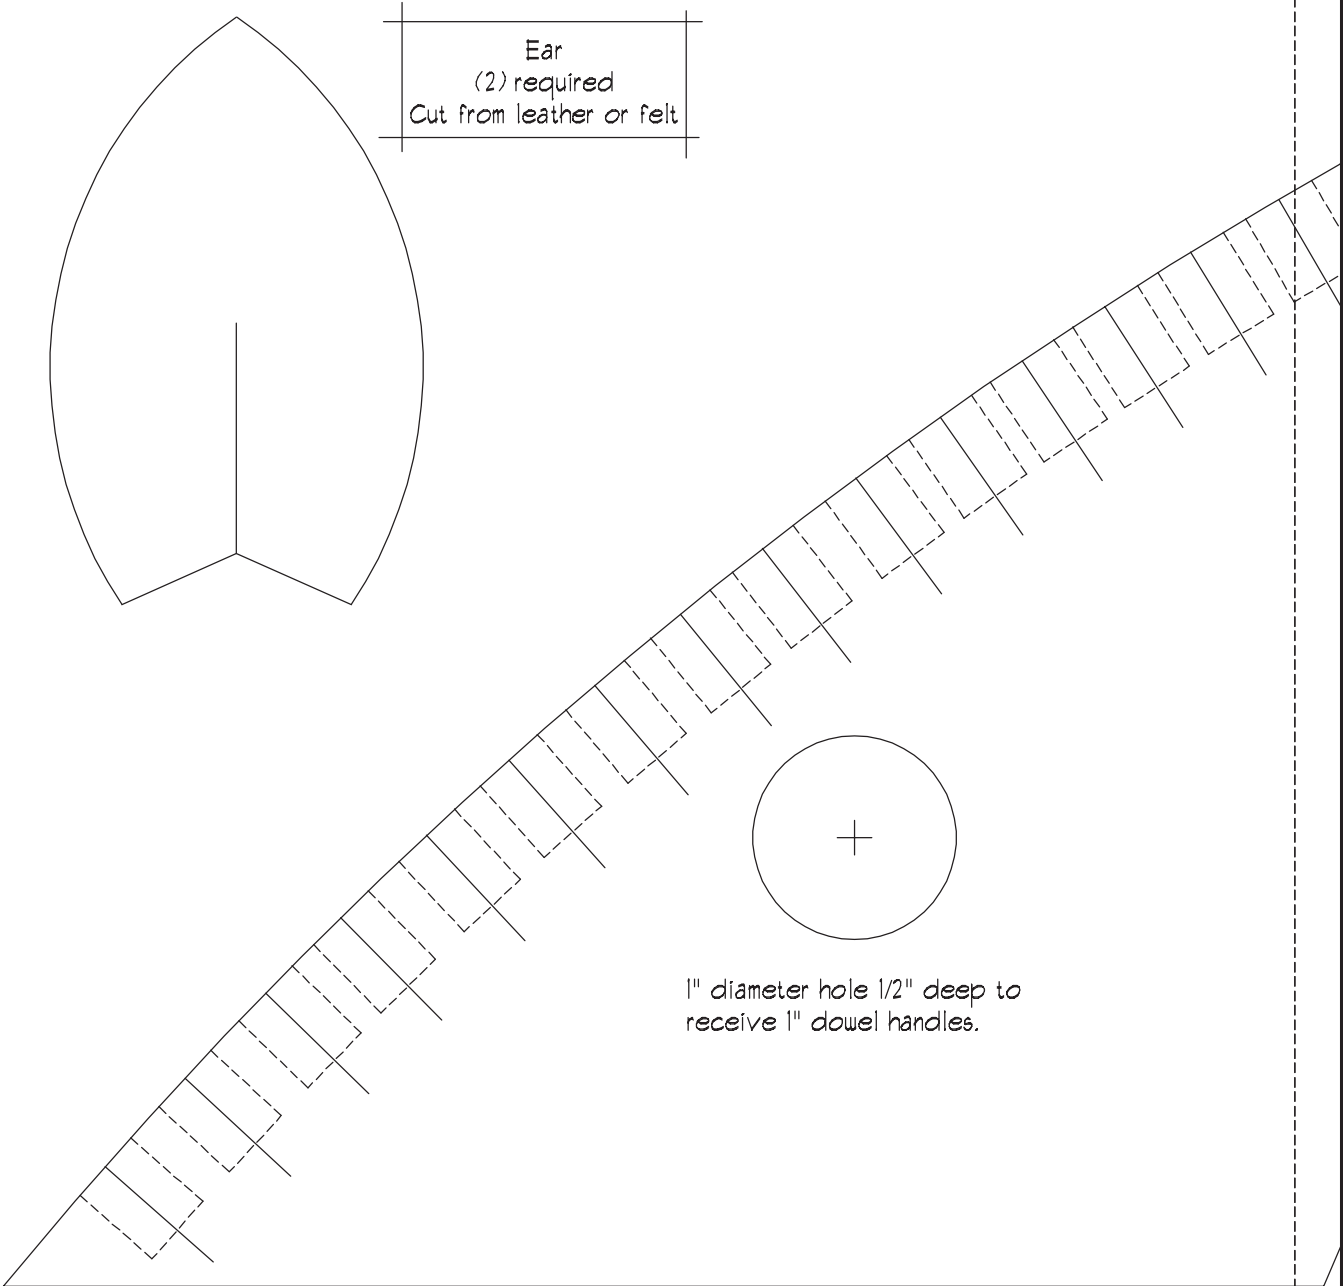 Ear
(2) required
Cut from leather or felt
1" diameter hole 1/2" deep to
receive 1" dowel handles.